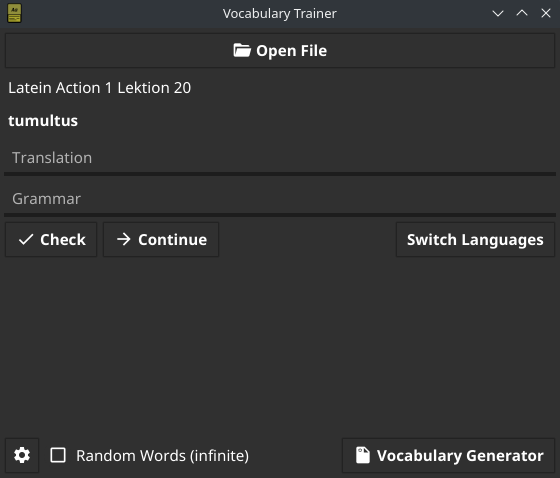 Vocabulary Trainer
Open File
Latein Action 1 Lektion 20
tumultus
Translation
Grammar
Check Continue Switch Languages
Random Words (infinite) Vocabulary Generator